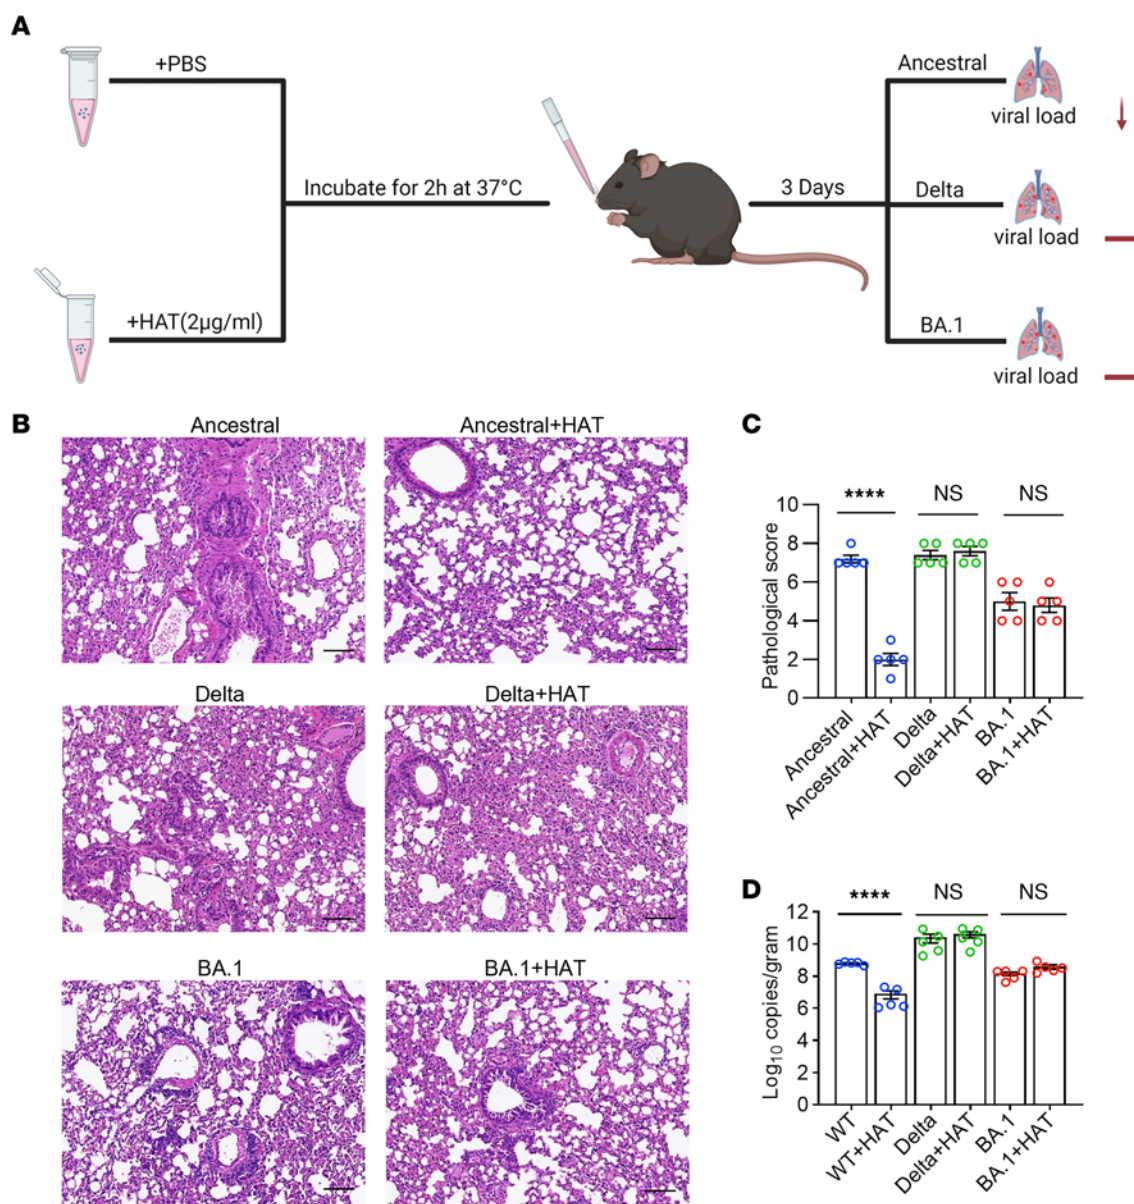 A
+PBS
+HAT(2µg/ml)
Incubate for 2h at 37°C
3 Days
Ancestral
viral load
Delta
viral load
BA.1
viral load
B
Ancestral
Ancestral+HAT
Delta
Delta+HAT
BA.1
BA.1+HAT
C
**** NS NS
Pathological score
10
8
6
4
2
0
Ancestral
Ancestral+HAT
Delta
Delta+HAT
BA.1
BA.1+HAT
D
**** NS NS
Log₁₀ copies/gram
12
10
8
6
4
2
0
WT
WT+HAT
Delta
Delta+HAT
BA.1
BA.1+HAT